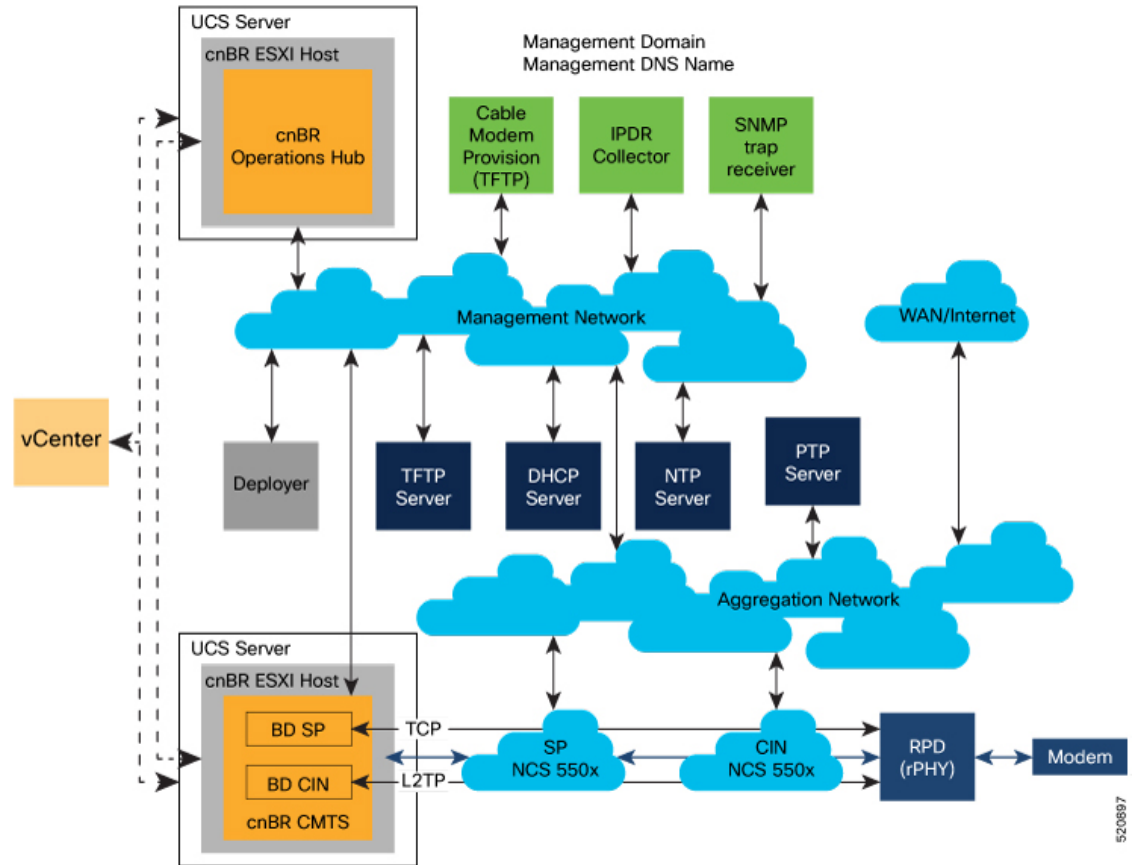 UCS Server
cnBR ESXI Host
cnBR
Operations Hub
Management Domain
Management DNS Name
Cable
Modem
Provision
(TFTP)
IPDR
Collector
SNMP
trap
receiver
Management Network
WAN/Internet
vCenter
Deployer
TFTP
Server
DHCP
Server
NTP
Server
PTP
Server
Aggregation Network
UCS Server
cnBR ESXI Host
BD SP
TCP
BD CIN
L2TP
cnBR CMTS
SP
NCS 550x
CIN
NCS 550x
RPD
(rPHY)
Modem
520897